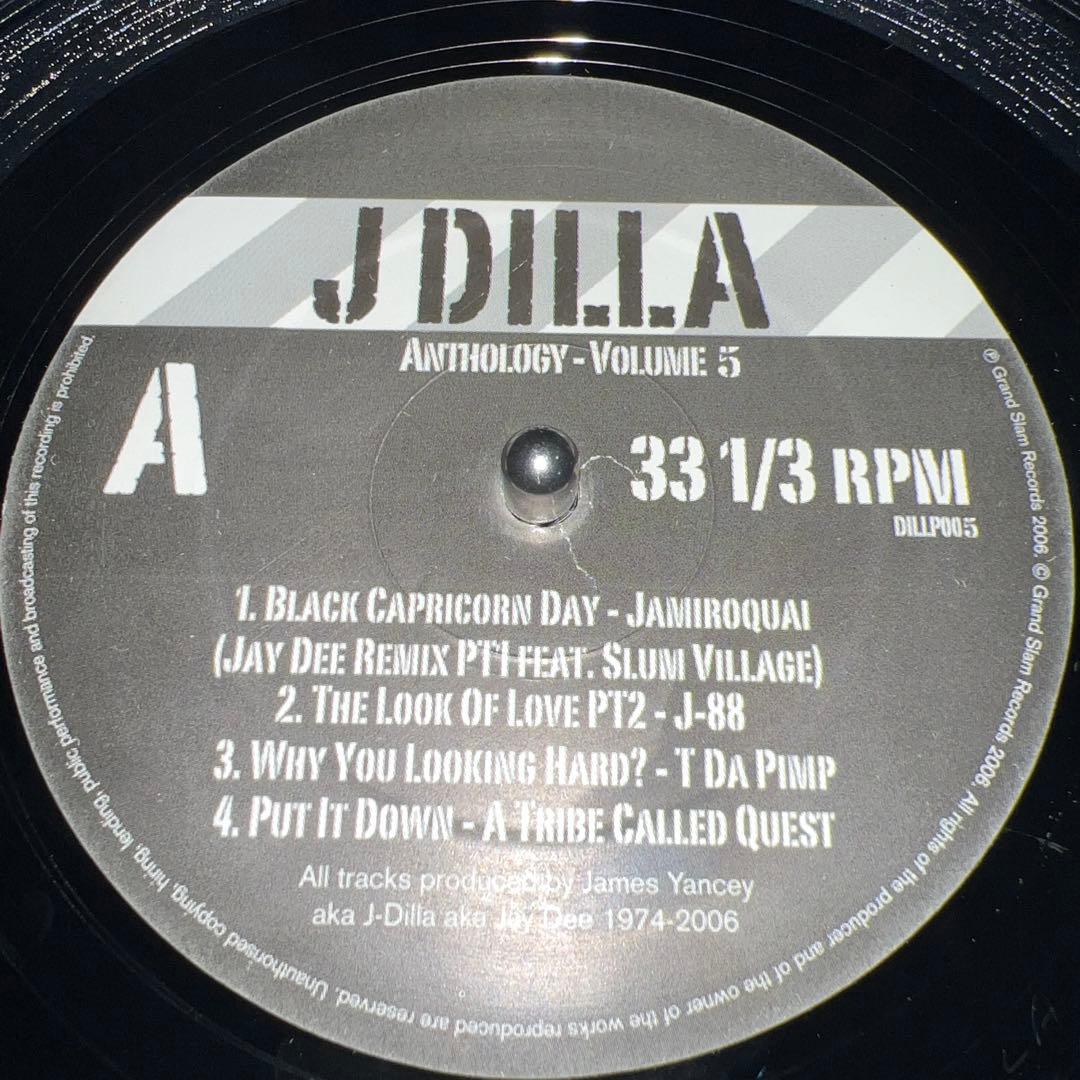 J DILLA
ANTHOLOGY - VOLUME 5
A
33 1/3 RPM
DILLP005
1. BLACK CAPRICORN DAY - JAMIROQUAI
(JAY DEE REMIX PT1 FEAT. SLUM VILLAGE)
2. THE LOOK OF LOVE PT2 - J-88
3. WHY YOU LOOKING HARD? - T DA PIMP
4. PUT IT DOWN - A TRIBE CALLED QUEST
All tracks produced by James Yancey
aka J-Dilla aka Jay Dee 1974-2006
℗ Grand Slam Records 2006. © Grand Slam Records 2006. All rights of the producer and of the owner of the works reproduced are reserved. Unauthorised copying, hiring, lending, public performance and broadcasting of this recording is prohibited.